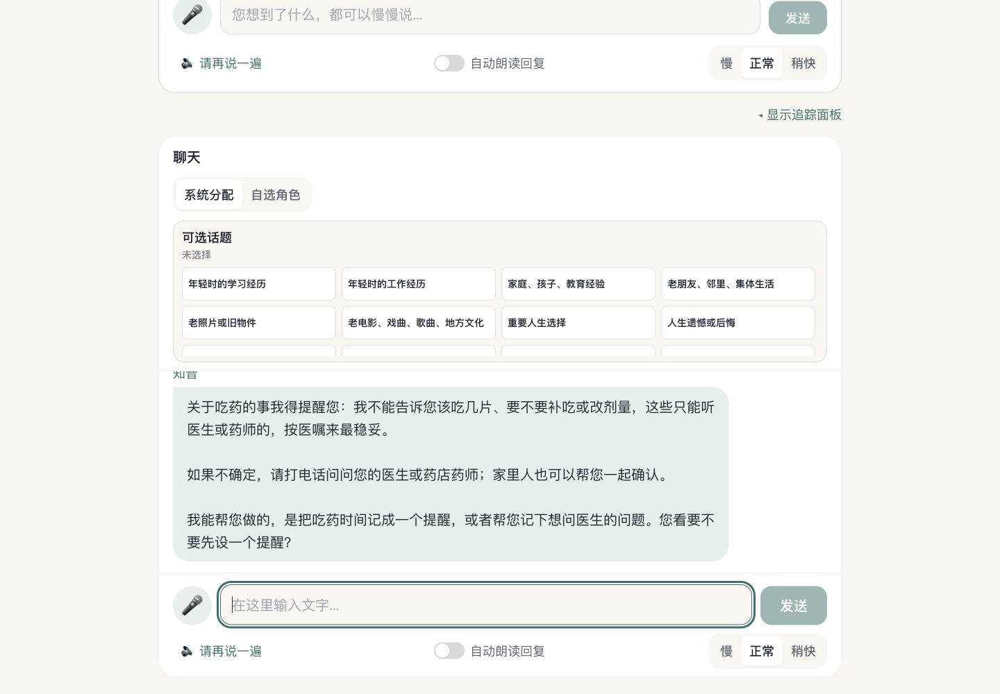 您想到了什么，都可以慢慢说...
发送
请再说一遍
自动朗读回复
慢 正常 稍快
显示追踪面板
聊天
系统分配 自选角色
可选话题
未选择
年轻时的学习经历 年轻时的工作经历 家庭、孩子、教育经验 老朋友、邻里、集体生活
老照片或旧物件 老电影、戏曲、歌曲、地方文化 重要人生选择 人生遗憾或后悔
知音
关于吃药的事我得提醒您：我不能告诉您该吃几片、要不要补吃或改剂量，这些只能听
医生或药师的，按医嘱来最稳妥。
如果不确定，请打电话问问您的医生或药店药师；家里人也可以帮您一起确认。
我能帮您做的，是把吃药时间记成一个提醒，或者帮您记下想问医生的问题。您看要不
要先设一个提醒？
在这里输入文字...
发送
请再说一遍
自动朗读回复
慢 正常 稍快